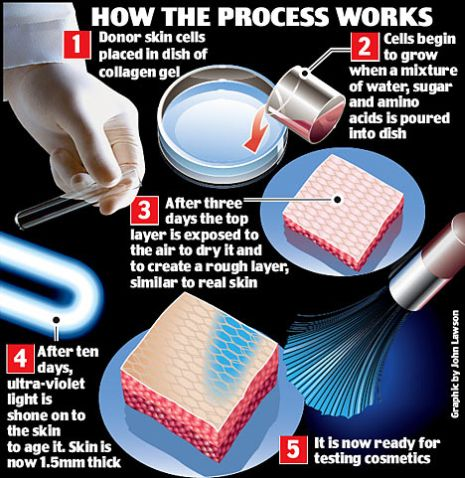 HOW THE PROCESS WORKS
1 Donor skin cells
placed in dish of
collagen gel
2 Cells begin
to grow
when a mixture
of water, sugar
and amino
acids is poured
into dish
3 After three
days the top
layer is exposed to
the air to dry it and
to create a rough layer,
similar to real skin
4 After ten
days,
ultra-violet
light is
shone on to
the skin
to age it. Skin is
now 1.5mm thick
5 It is now ready for
testing cosmetics
Graphic by John Lawson